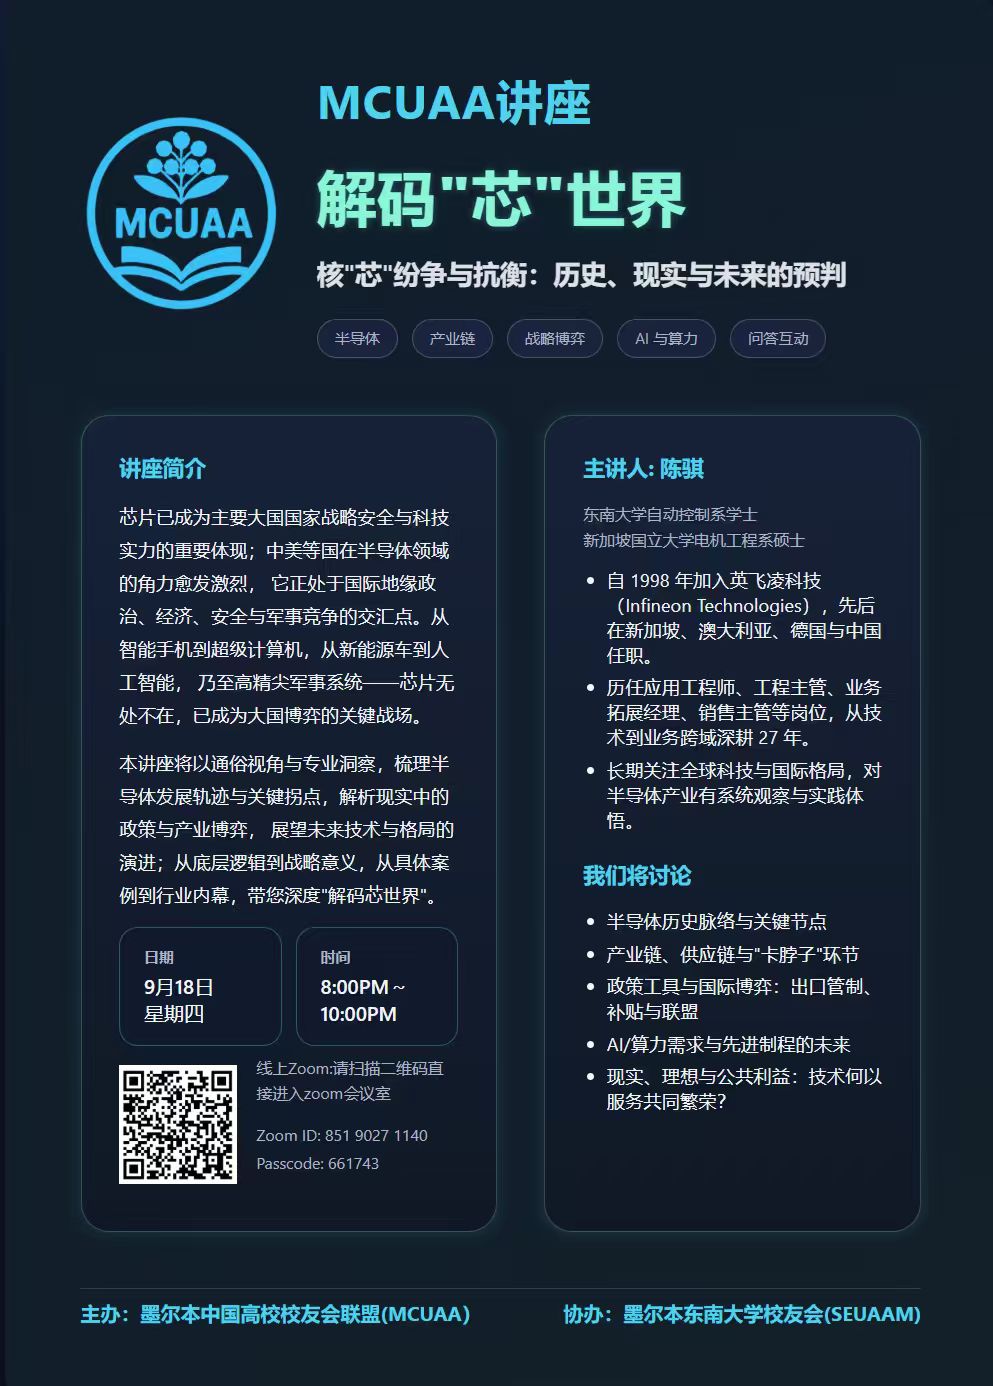 MCUAA讲座
MCUAA
解码"芯"世界
核"芯"纷争与抗衡：历史、现实与未来的预判
半导体
产业链
战略博弈
AI 与算力
问答互动
讲座简介
芯片已成为主要大国国家战略安全与科技
实力的重要体现；中美等国在半导体领域
的角力愈发激烈， 它正处于国际地缘政
治、经济、安全与军事竞争的交汇点。从
智能手机到超级计算机，从新能源车到人
工智能， 乃至高精尖军事系统——芯片无
处不在，已成为大国博弈的关键战场。
本讲座将以通俗视角与专业洞察，梳理半
导体发展轨迹与关键拐点，解析现实中的
政策与产业博弈， 展望未来技术与格局的
演进；从底层逻辑到战略意义，从具体案
例到行业内幕，带您深度"解码芯世界"。
日期
9月18日
星期四
时间
8:00PM ~
10:00PM
线上Zoom:请扫描二维码直
接进入zoom会议室
Zoom ID: 851 9027 1140
Passcode: 661743
主讲人: 陈骐
东南大学自动控制系学士
新加坡国立大学电机工程系硕士
自 1998 年加入英飞凌科技
（Infineon Technologies），先后
在新加坡、澳大利亚、德国与中国
任职。
历任应用工程师、工程主管、业务
拓展经理、销售主管等岗位，从技
术到业务跨域深耕 27 年。
长期关注全球科技与国际格局，对
半导体产业有系统观察与实践体
悟。
我们将讨论
半导体历史脉络与关键节点
产业链、供应链与"卡脖子"环节
政策工具与国际博弈：出口管制、
补贴与联盟
AI/算力需求与先进制程的未来
现实、理想与公共利益：技术何以
服务共同繁荣？
主办：墨尔本中国高校校友会联盟(MCUAA）
协办：墨尔本东南大学校友会(SEUAAM)